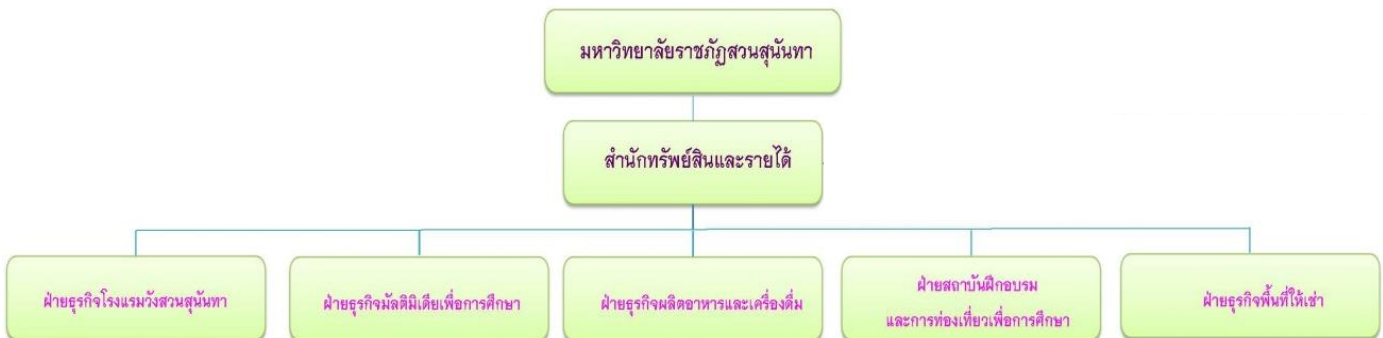 มหาวิทยาลัยราชภัฏสวนสุนันทา
สำนักทรัพย์สินและรายได้
ฝ่ายธุรกิจโรงแรมวังสวนสุนันทา
ฝ่ายธุรกิจมัลติมิเดียเพื่อการศึกษา
ฝ่ายธุรกิจผลิตอาหารและเครื่องดื่ม
ฝ่ายสถาบันฝึกอบรม
และการท่องเที่ยวเพื่อการศึกษา
ฝ่ายธุรกิจพื้นที่ให้เช่า